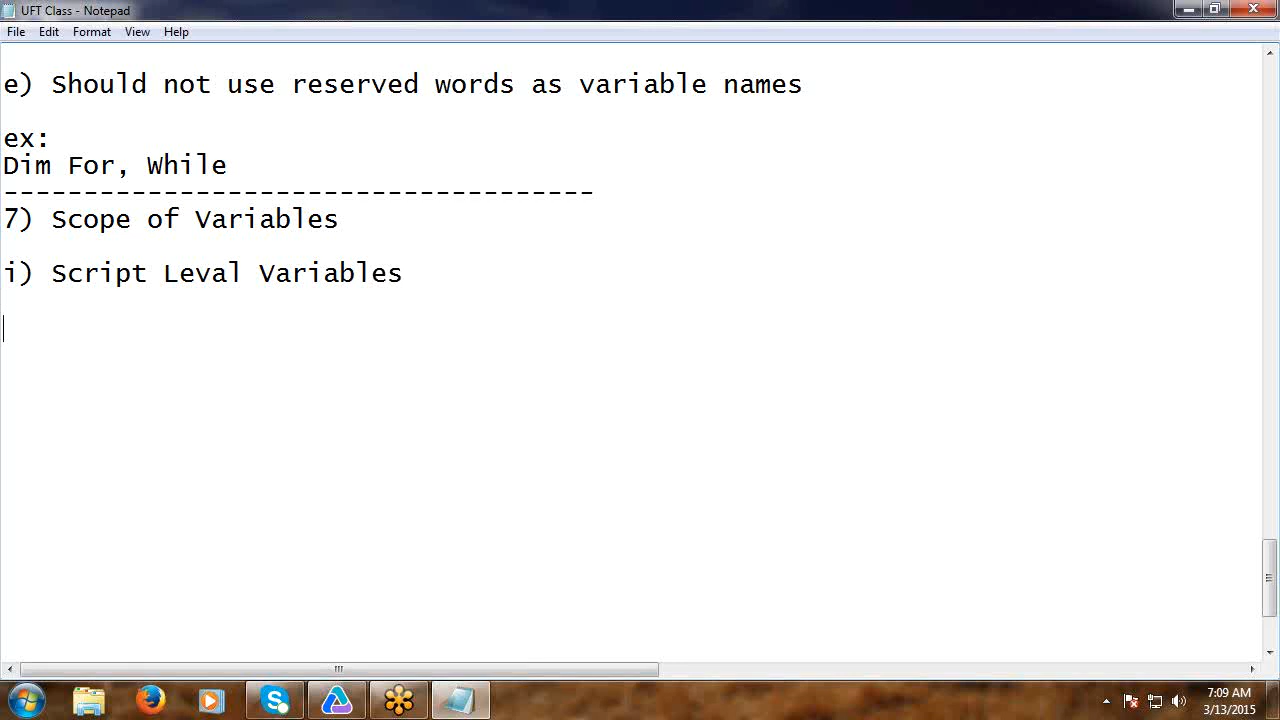 UFT Class - Notepad
File Edit Format View Help
e) Should not use reserved words as variable names
ex:
Dim For, While
-------------------------------------
7) Scope of Variables
i) Script Leval Variables
7:09 AM
3/13/2015